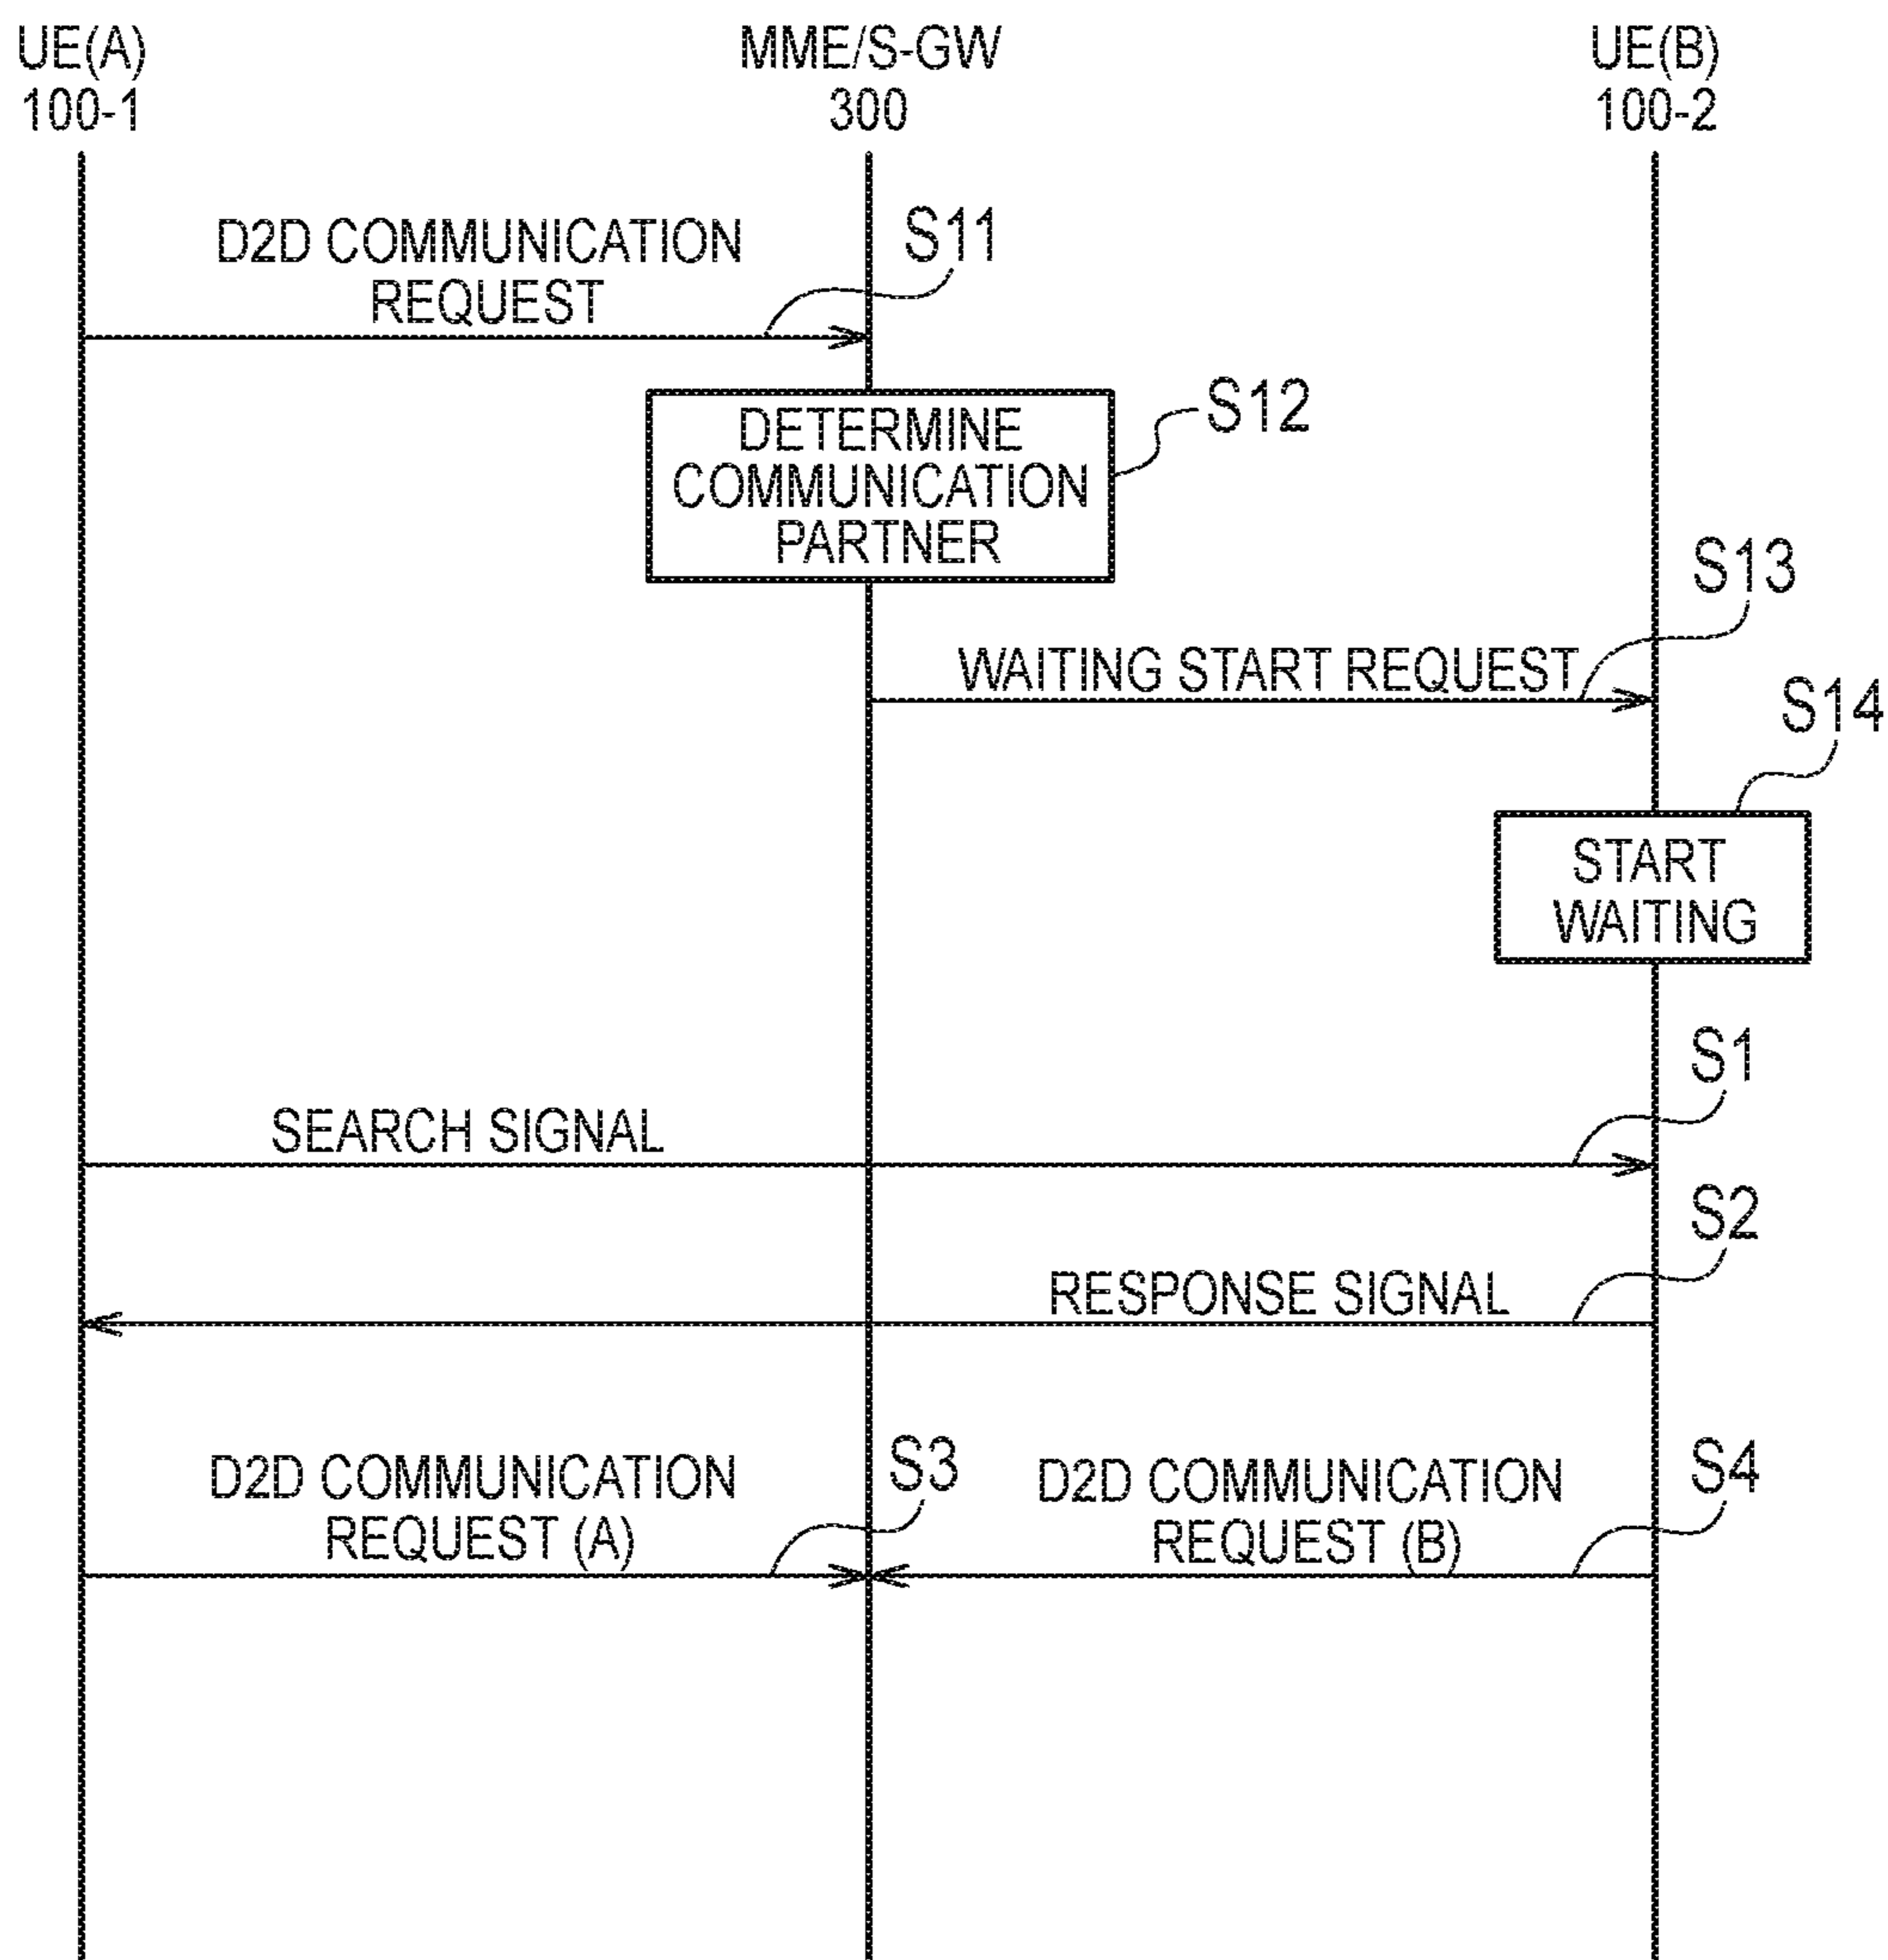 UE(A)
100-1
MME/S-GW
300
UE(B)
100-2
D2D COMMUNICATION
REQUEST
S11
DETERMINE
COMMUNICATION
PARTNER
S12
S13
WAITING START REQUEST
S14
START
WAITING
S1
SEARCH SIGNAL
S2
RESPONSE SIGNAL
D2D COMMUNICATION
REQUEST (A)
S3
D2D COMMUNICATION
REQUEST (B)
S4